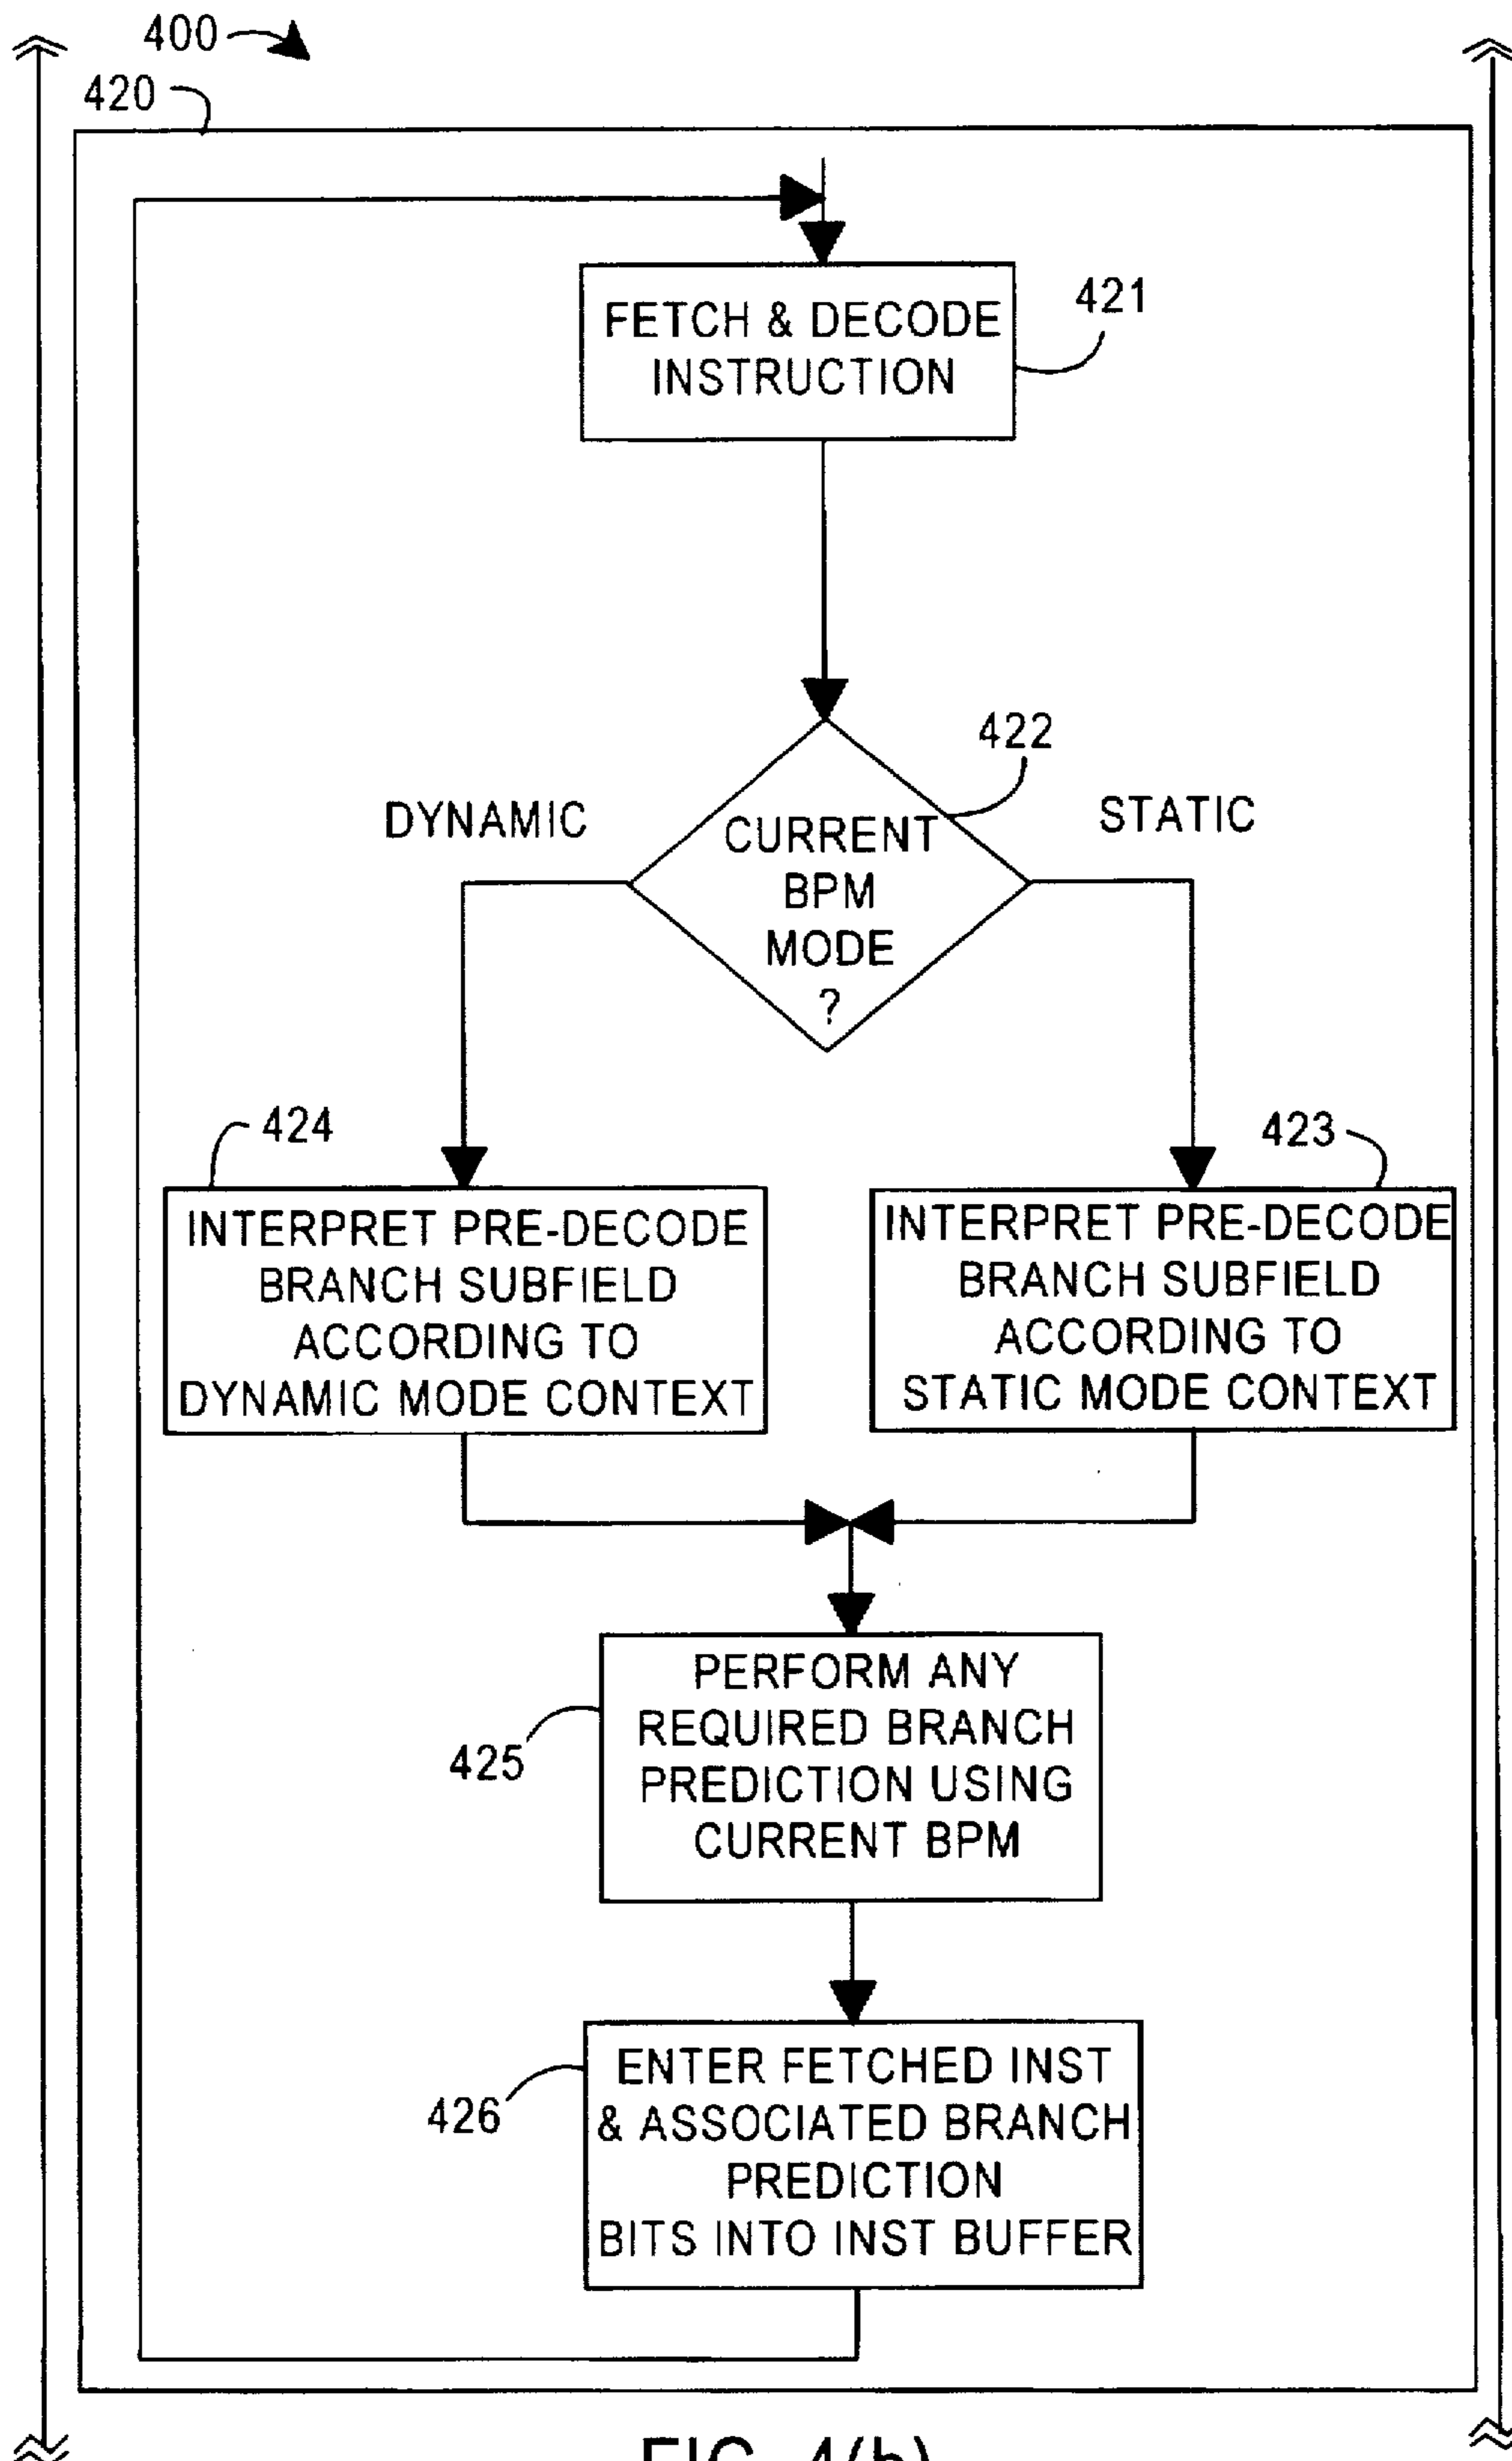 400
420
FETCH & DECODE
INSTRUCTION
421
422
DYNAMIC
STATIC
CURRENT
BPM
MODE
?
424
423
INTERPRET PRE-DECODE
BRANCH SUBFIELD
ACCORDING TO
DYNAMIC MODE CONTEXT
INTERPRET PRE-DECODE
BRANCH SUBFIELD
ACCORDING TO
STATIC MODE CONTEXT
PERFORM ANY
REQUIRED BRANCH
PREDICTION USING
CURRENT BPM
425
ENTER FETCHED INST
& ASSOCIATED BRANCH
PREDICTION
BITS INTO INST BUFFER
426
FIG. 4(b)